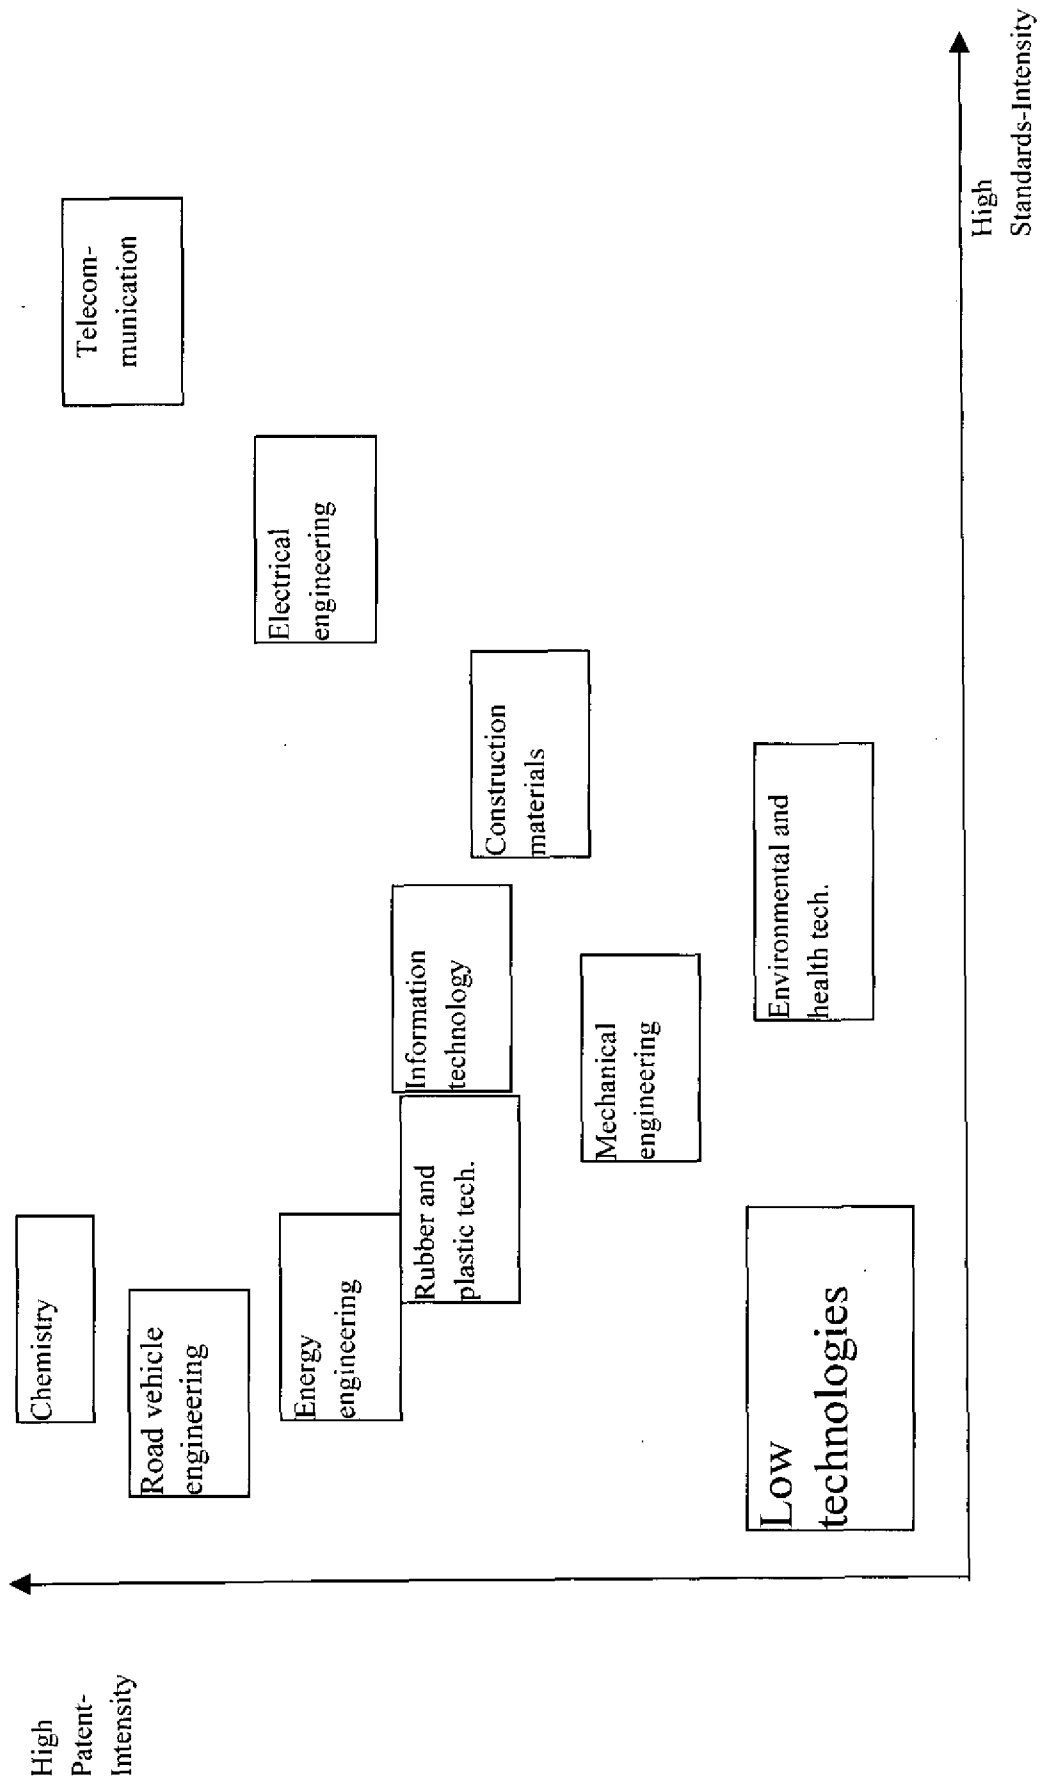 High
Patent-
Intensity
Chemistry
Road vehicle
engineering
Telecom-
munication
Energy
engineering
Electrical
engineering
Rubber and
plastic tech.
Information
technology
Construction
materials
Mechanical
engineering
Low
technologies
Environmental and
health tech.
High
Standards-Intensity